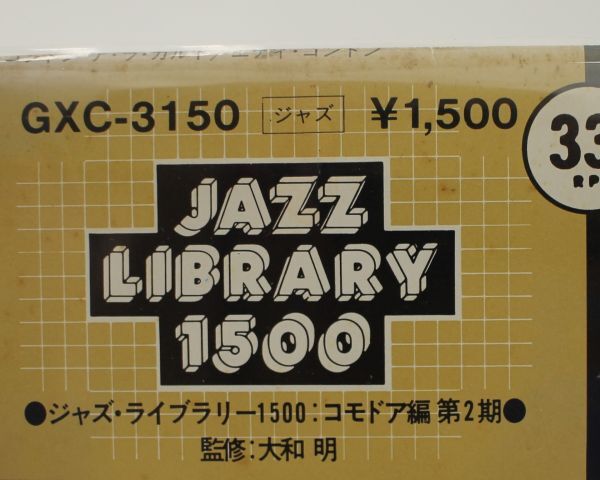 GXC-3150 ジャズ ¥1,500
33
RP
JAZZ
LIBRARY
1500
●ジャズ・ライブラリー1500:コモドア編 第2期●
監修:大和 明